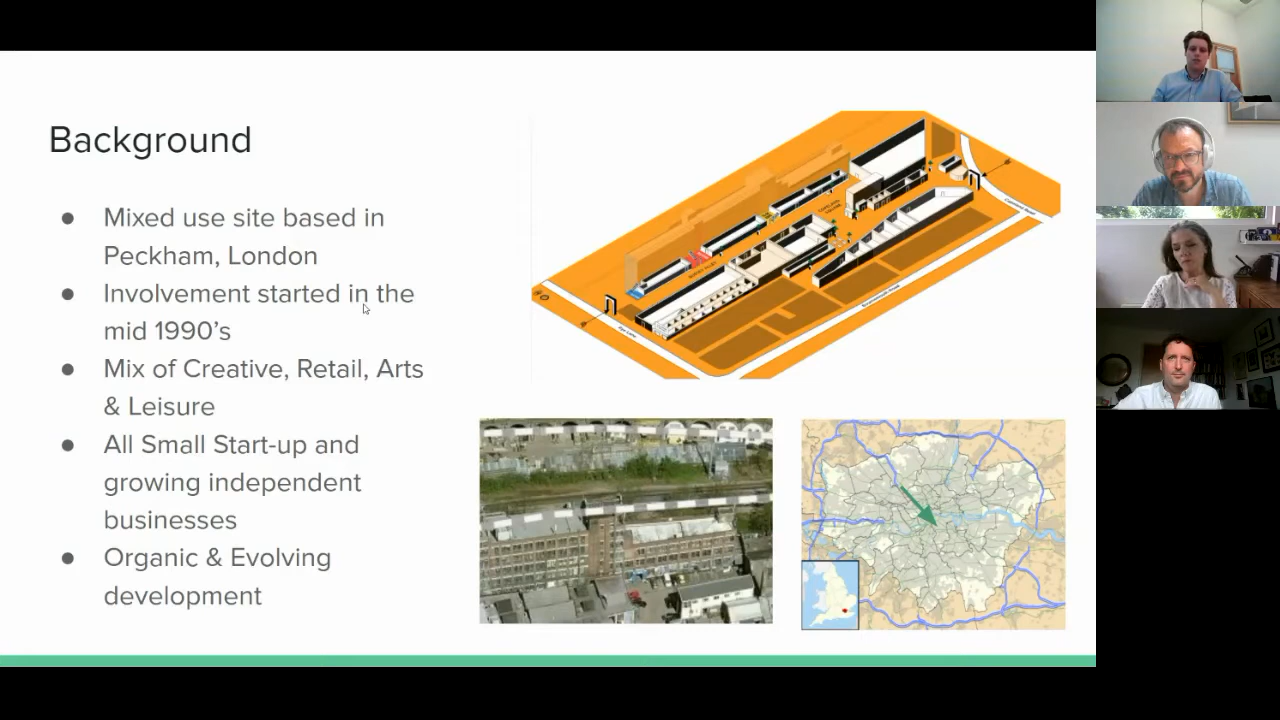 Background
● Mixed use site based in
Peckham, London
● Involvement started in the
mid 1990’s
● Mix of Creative, Retail, Arts
& Leisure
● All Small Start-up and
growing independent
businesses
● Organic & Evolving
development